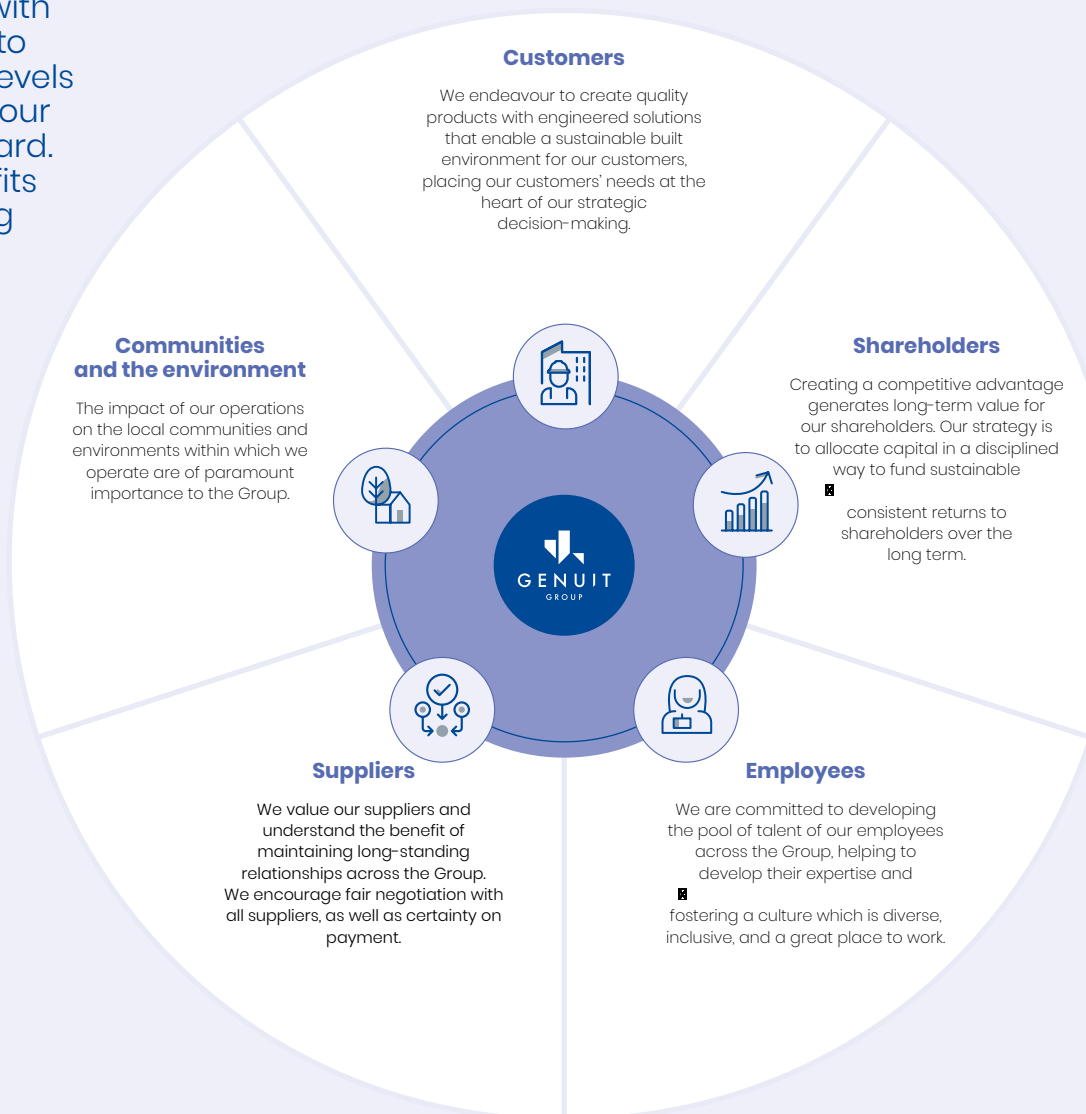 with
to
evels
our
ard.
fits
g
Customers
We endeavour to create quality
products with engineered solutions
that enable a sustainable built
environment for our customers,
placing our customers’ needs at the
heart of our strategic
decision-making.
Communities
and the environment
The impact of our operations
on the local communities and
environments within which we
operate are of paramount
importance to the Group.
Shareholders
Creating a competitive advantage
generates long-term value for
our shareholders. Our strategy is
to allocate capital in a disciplined
way to fund sustainable
consistent returns to
shareholders over the
long term.
GENUIT
GROUP
Suppliers
We value our suppliers and
understand the benefit of
maintaining long-standing
relationships across the Group.
We encourage fair negotiation with
all suppliers, as well as certainty on
payment.
Employees
We are committed to developing
the pool of talent of our employees
across the Group, helping to
develop their expertise and
fostering a culture which is diverse,
inclusive, and a great place to work.